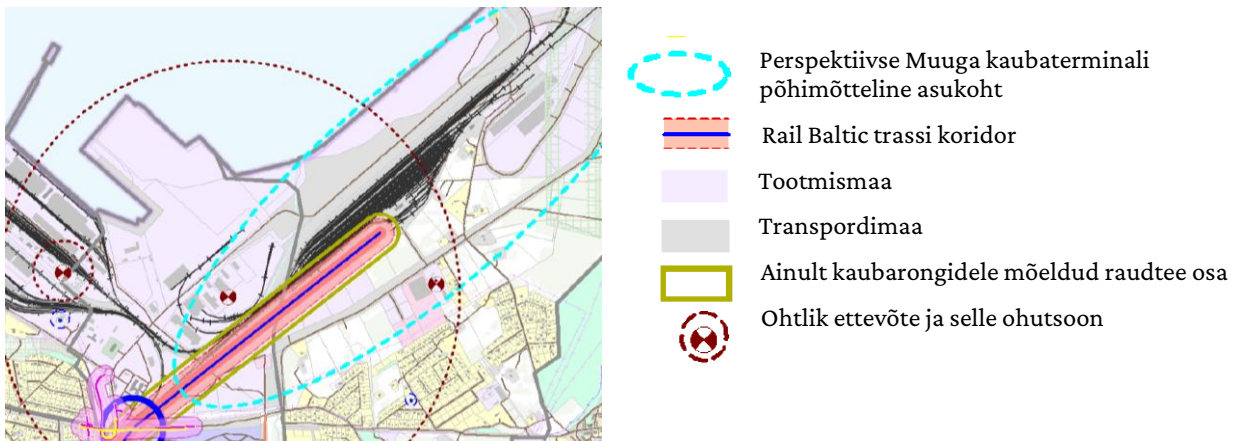 Perspektiivse Muuga kaubaterminali
põhimõtteline asukoht
Rail Baltic trassi koridor
Tootmismaa
Transpordimaa
Ainult kaubarongidele mõeldud raudtee osa
Ohtlik ettevõte ja selle ohutsoon